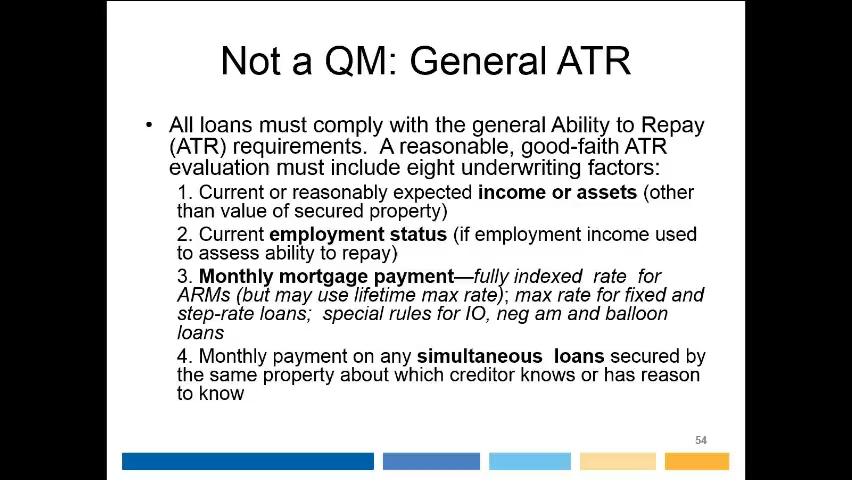 Not a QM: General ATR
• All loans must comply with the general Ability to Repay
(ATR) requirements.  A reasonable, good-faith ATR
evaluation must include eight underwriting factors:
1. Current or reasonably expected income or assets (other
than value of secured property)
2. Current employment status (if employment income used
to assess ability to repay)
3. Monthly mortgage payment—fully indexed  rate  for
ARMs (but may use lifetime max rate); max rate for fixed and
step-rate loans;  special rules for IO, neg am and balloon
loans
4. Monthly payment on any simultaneous  loans secured by
the same property about which creditor knows or has reason
to know
54